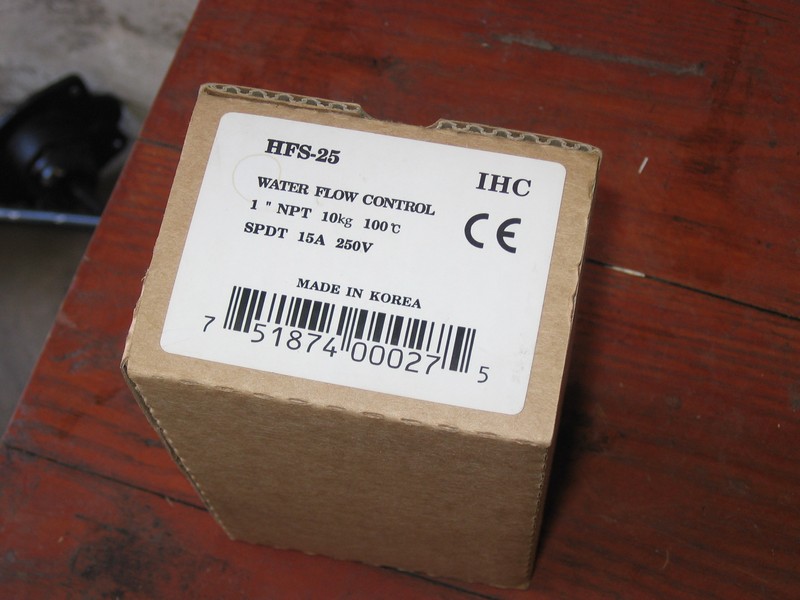 HFS-25
IHC
WATER FLOW CONTROL
1 " NPT 10kg 100℃
SPDT 15A 250V
CE
MADE IN KOREA
7 51874 00027 5